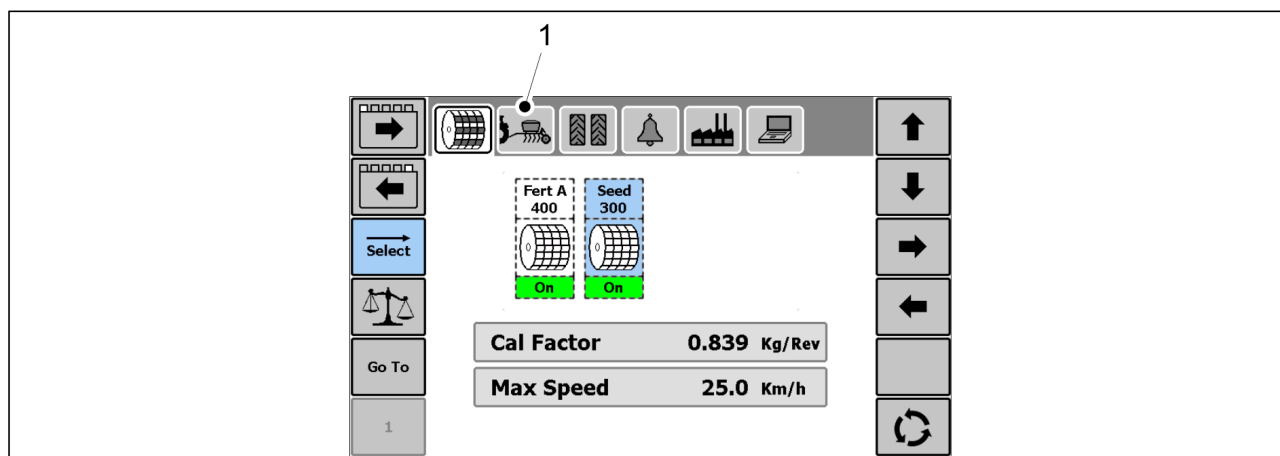 1
Fert A
400
Seed
300
Select
On
On
Cal Factor 0.839 Kg/Rev
Go To
Max Speed 25.0 Km/h
1